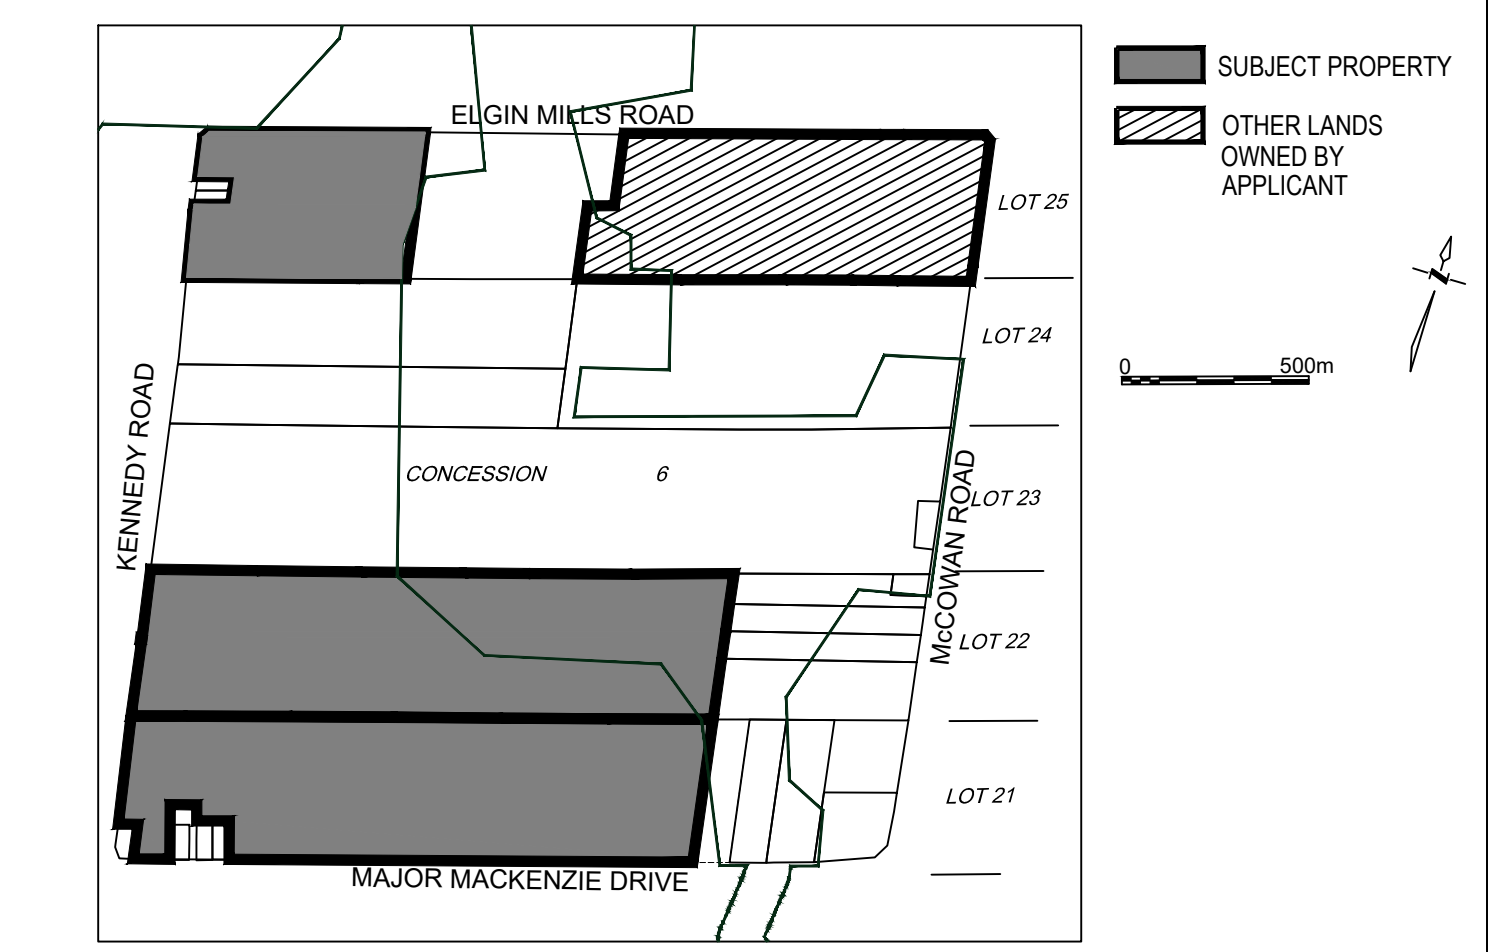 SUBJECT PROPERTY
OTHER LANDS
OWNED BY
APPLICANT
ELGIN MILLS ROAD
LOT 25
LOT 24
0 500m
KENNEDY ROAD
CONCESSION 6
McCOWAN ROAD
LOT 23
LOT 22
LOT 21
MAJOR MACKENZIE DRIVE